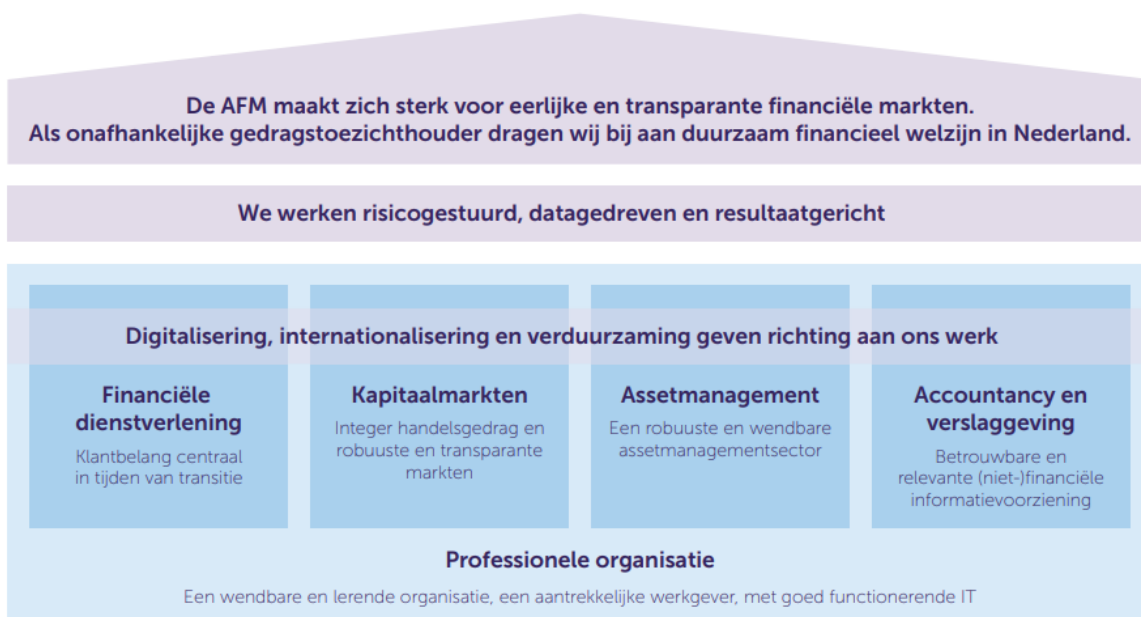 De AFM maakt zich sterk voor eerlijke en transparante financiële markten.
Als onafhankelijke gedragstoezichthouder dragen wij bij aan duurzaam financieel welzijn in Nederland.
We werken risicogestuurd, datagedreven en resultaatgericht
Digitalisering, internationalisering en verduurzaming geven richting aan ons werk
Financiële
dienstverlening
Klantbelang centraal
in tijden van transitie
Kapitaalmarkten
Integer handelsgedrag en
robuuste en transparante
markten
Assetmanagement
Een robuuste en wendbare
assetmanagementsector
Accountancy en
verslaggeving
Betrouwbare en
relevante (niet-)financiële
informatievoorziening
Professionele organisatie
Een wendbare en lerende organisatie, een aantrekkelijke werkgever, met goed functionerende IT